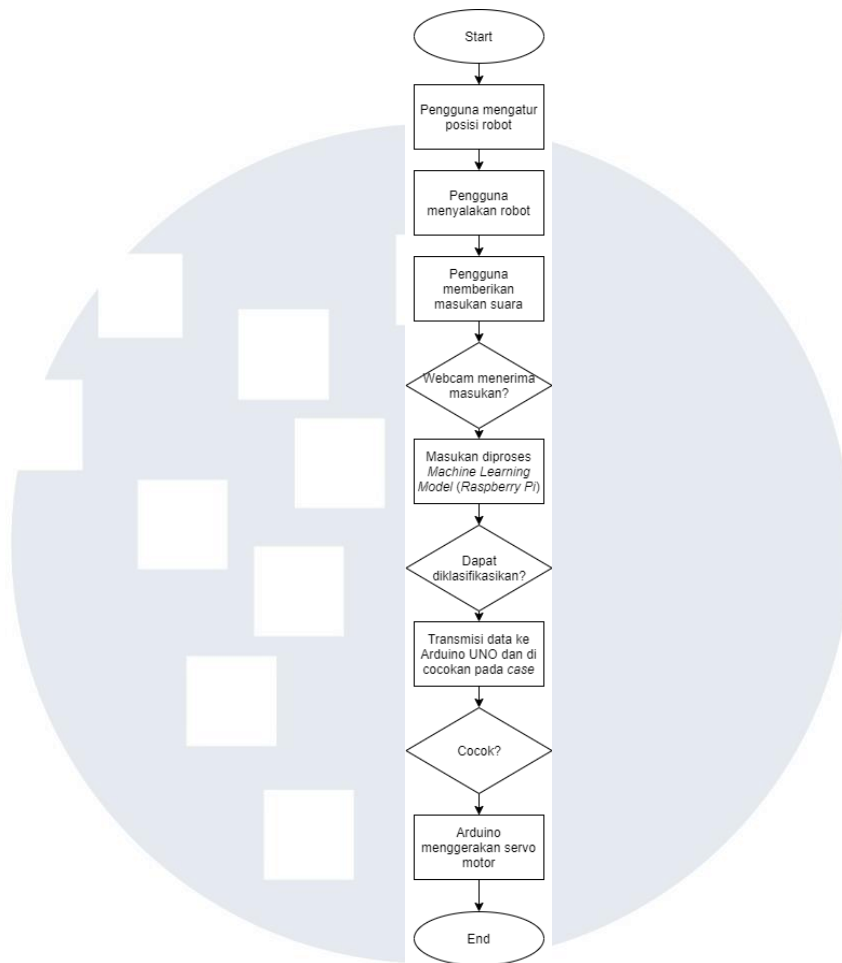 Start
Pengguna mengatur
posisi robot
Pengguna
menyalakan robot
Pengguna
memberikan
masukan suara
Webcam menerima
masukan?
Masukan diproses
Machine Learning
Model (Raspberry Pi)
Dapat
diklasifikasikan?
Transmisi data ke
Arduino UNO dan di
cocokan pada case
Cocok?
Arduino
menggerakan servo
motor
End